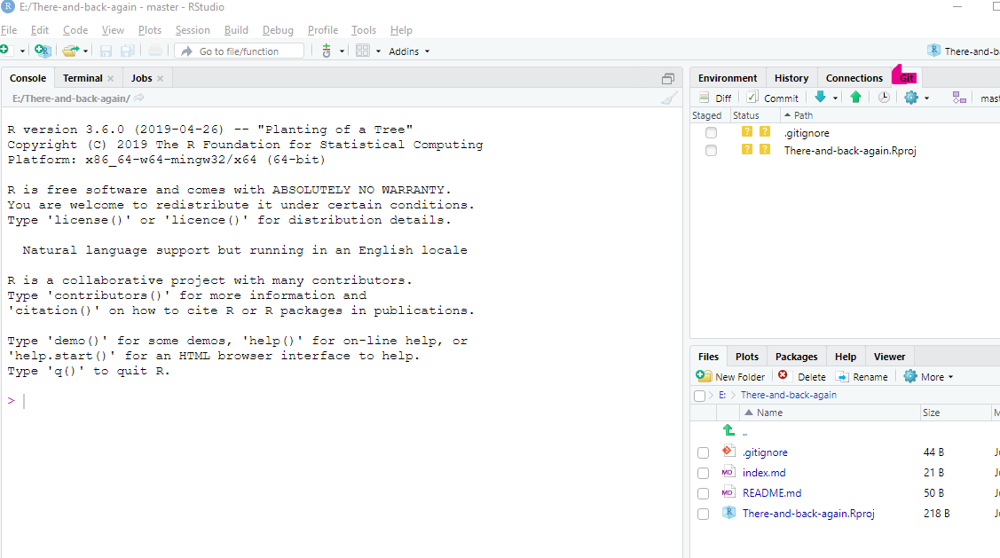 E:/There-and-back-again - master - RStudio
File Edit Code View Plots Session Build Debug Profile Tools Help
Go to file/function Addins There-and-b
Console Terminal Jobs
E:/There-and-back-again/
R version 3.6.0 (2019-04-26) -- "Planting of a Tree"
Copyright (C) 2019 The R Foundation for Statistical Computing
Platform: x86_64-w64-mingw32/x64 (64-bit)
R is free software and comes with ABSOLUTELY NO WARRANTY.
You are welcome to redistribute it under certain conditions.
Type 'license()' or 'licence()' for distribution details.
Natural language support but running in an English locale
R is a collaborative project with many contributors.
Type 'contributors()' for more information and
'citation()' on how to cite R or R packages in publications.
Type 'demo()' for some demos, 'help()' for on-line help, or
'help.start()' for an HTML browser interface to help.
Type 'q()' to quit R.
>
Environment History Connections Git
Diff Commit mast
Staged Status Path
? ? .gitignore
? ? There-and-back-again.Rproj
Files Plots Packages Help Viewer
New Folder Delete Rename More
E: There-and-back-again
Name Size M
..
.gitignore 44 B Ju
MD index.md 21 B Ju
MD README.md 50 B Ju
There-and-back-again.Rproj 218 B Ju